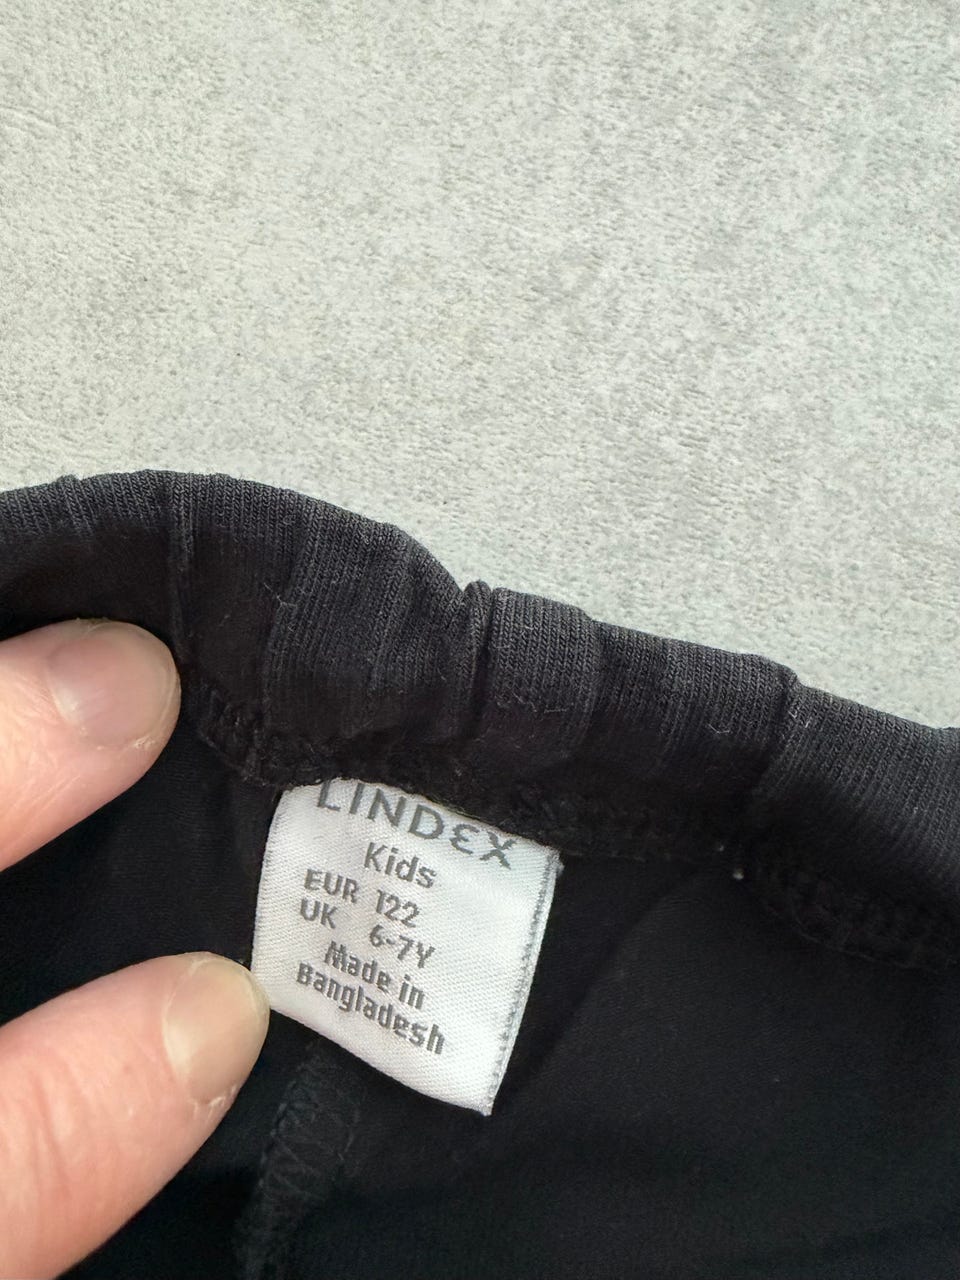 LINDEX
Kids
EUR 122
UK 6-7Y
Made in
Bangladesh